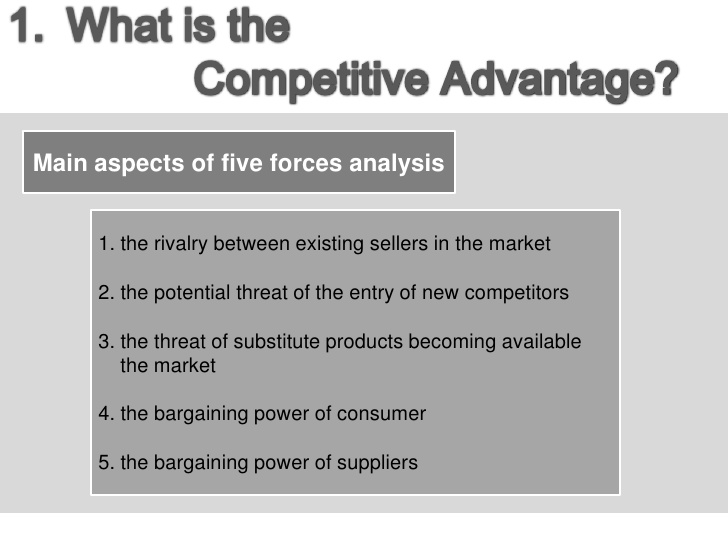 1. What is the
Competitive Advantage?
Main aspects of five forces analysis
1. the rivalry between existing sellers in the market
2. the potential threat of the entry of new competitors
3. the threat of substitute products becoming available
the market
4. the bargaining power of consumer
5. the bargaining power of suppliers